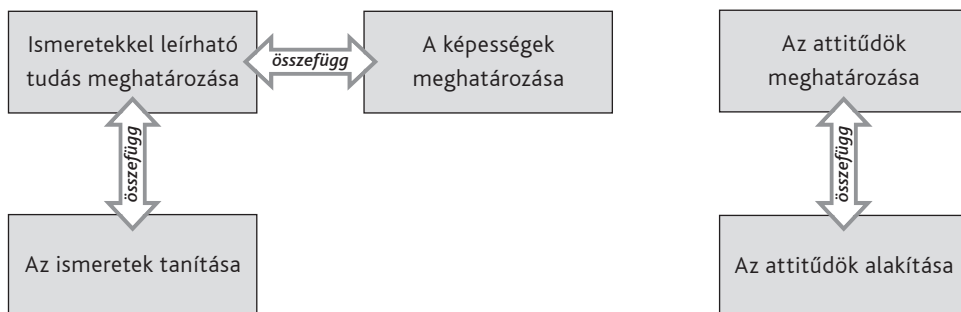 Ismeretekkel leírható
tudás meghatározása
összefügg
A képességek
meghatározása
Az attitűdök
meghatározása
összefügg
összefügg
Az ismeretek tanítása
Az attitűdök alakítása